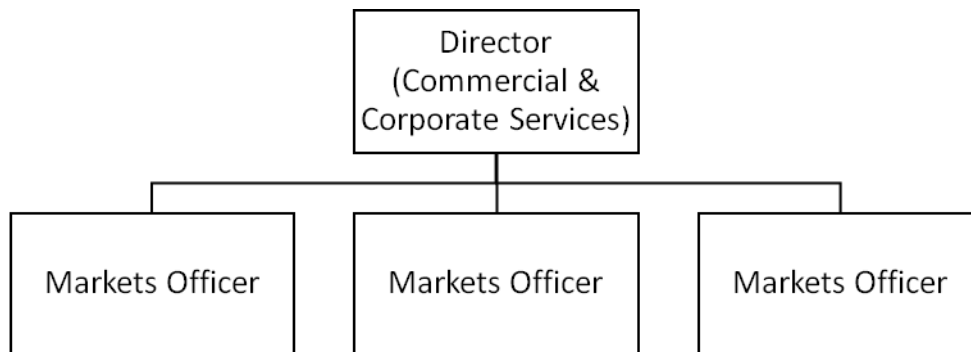 Director
(Commercial &
Corporate Services)
Markets Officer
Markets Officer
Markets Officer